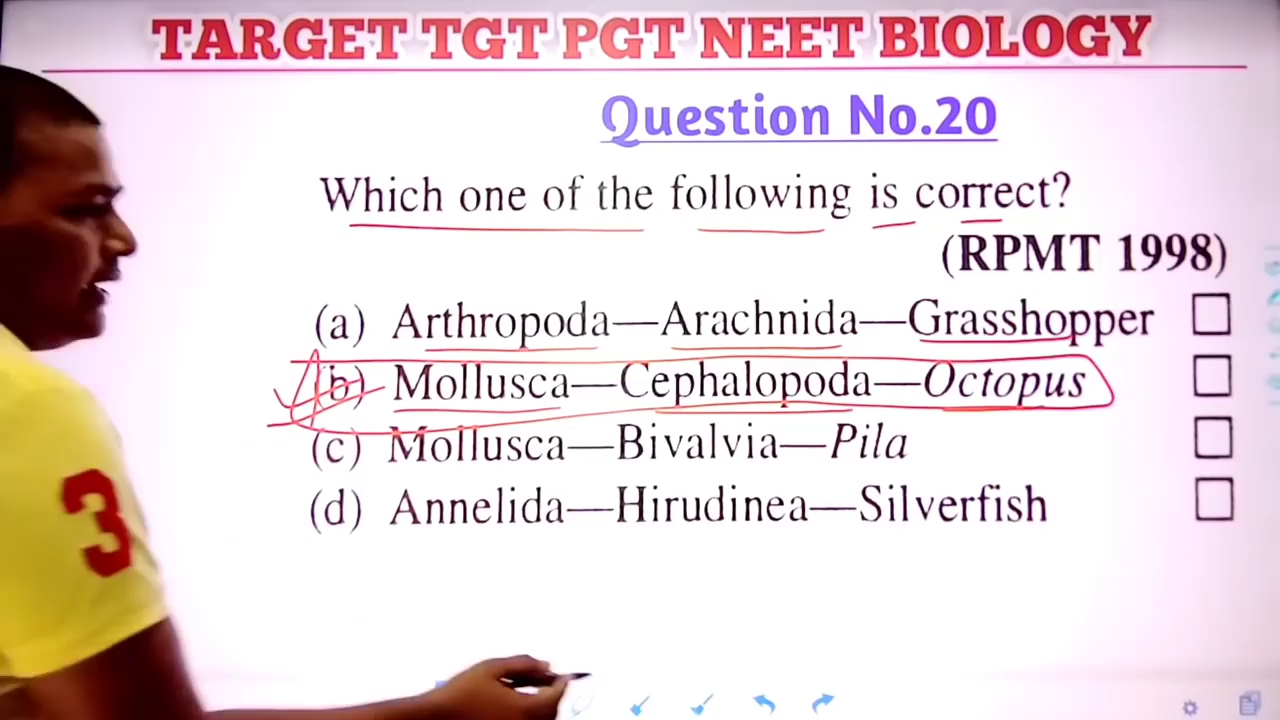 TARGET TGT PGT NEET BIOLOGY
Question No.20
Which one of the following is correct?
(RPMT 1998)
(a) Arthropoda—Arachnida—Grasshopper
(b) Mollusca—Cephalopoda—Octopus
(c) Mollusca—Bivalvia—Pila
(d) Annelida—Hirudinea—Silverfish
3